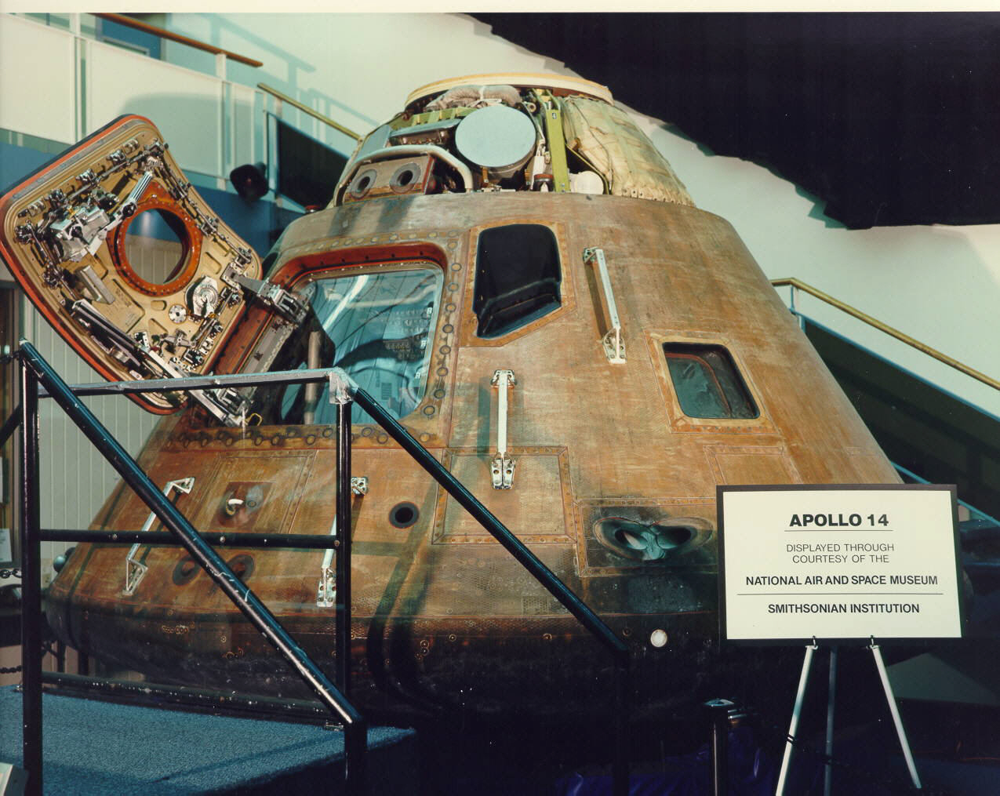 APOLLO 14
DISPLAYED THROUGH
COURTESY OF THE
NATIONAL AIR AND SPACE MUSEUM
SMITHSONIAN INSTITUTION